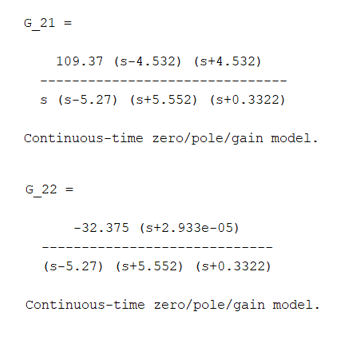 G_21 =
109.37 (s-4.532) (s+4.532)
-------------------------------
s (s-5.27) (s+5.552) (s+0.3322)
Continuous-time zero/pole/gain model.
G_22 =
-32.375 (s+2.933e-05)
-----------------------------
(s-5.27) (s+5.552) (s+0.3322)
Continuous-time zero/pole/gain model.